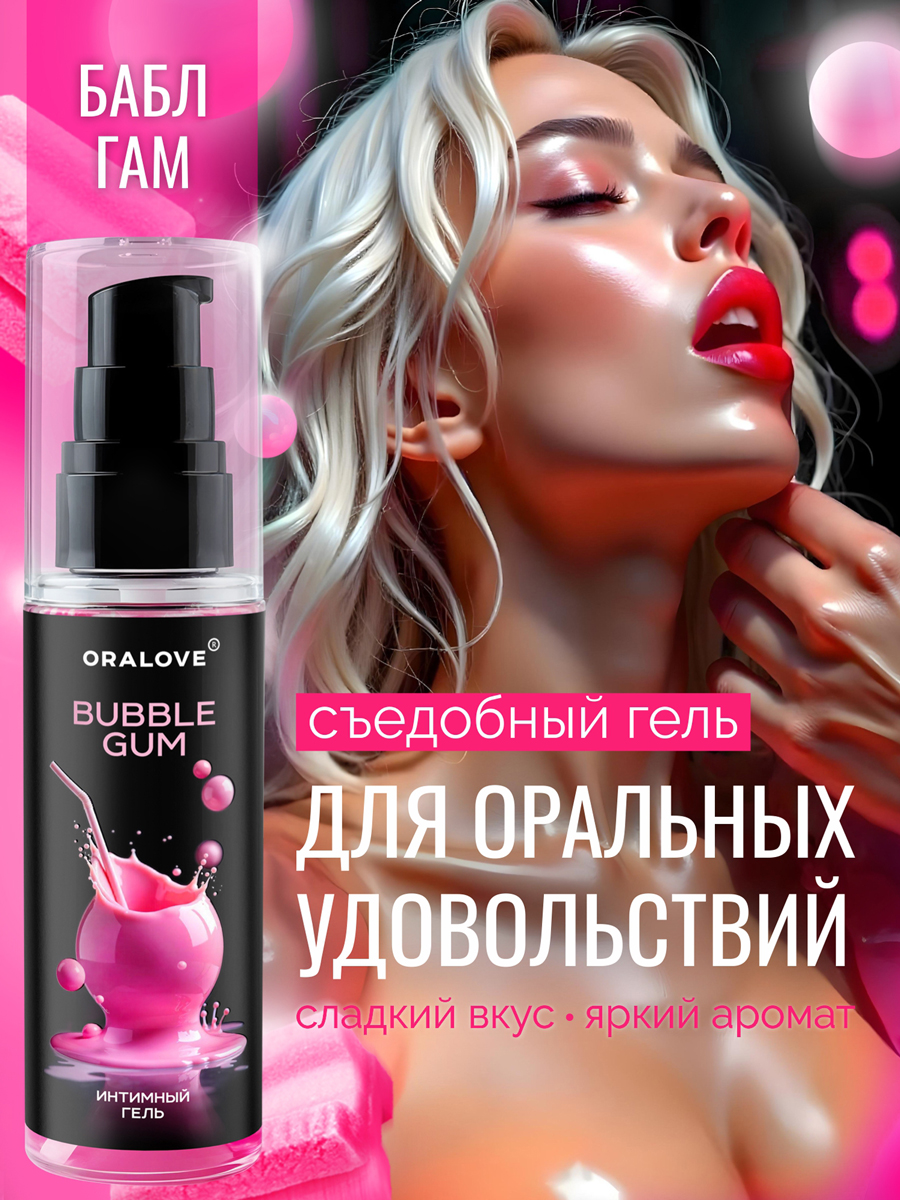 БАБЛ
ГАМ
ORALOVE®
BUBBLE
GUM
ИНТИМНЫЙ
ГЕЛЬ
съедобный гель
ДЛЯ ОРАЛЬНЫХ
УДОВОЛЬСТВИЙ
сладкий вкус • яркий аромат